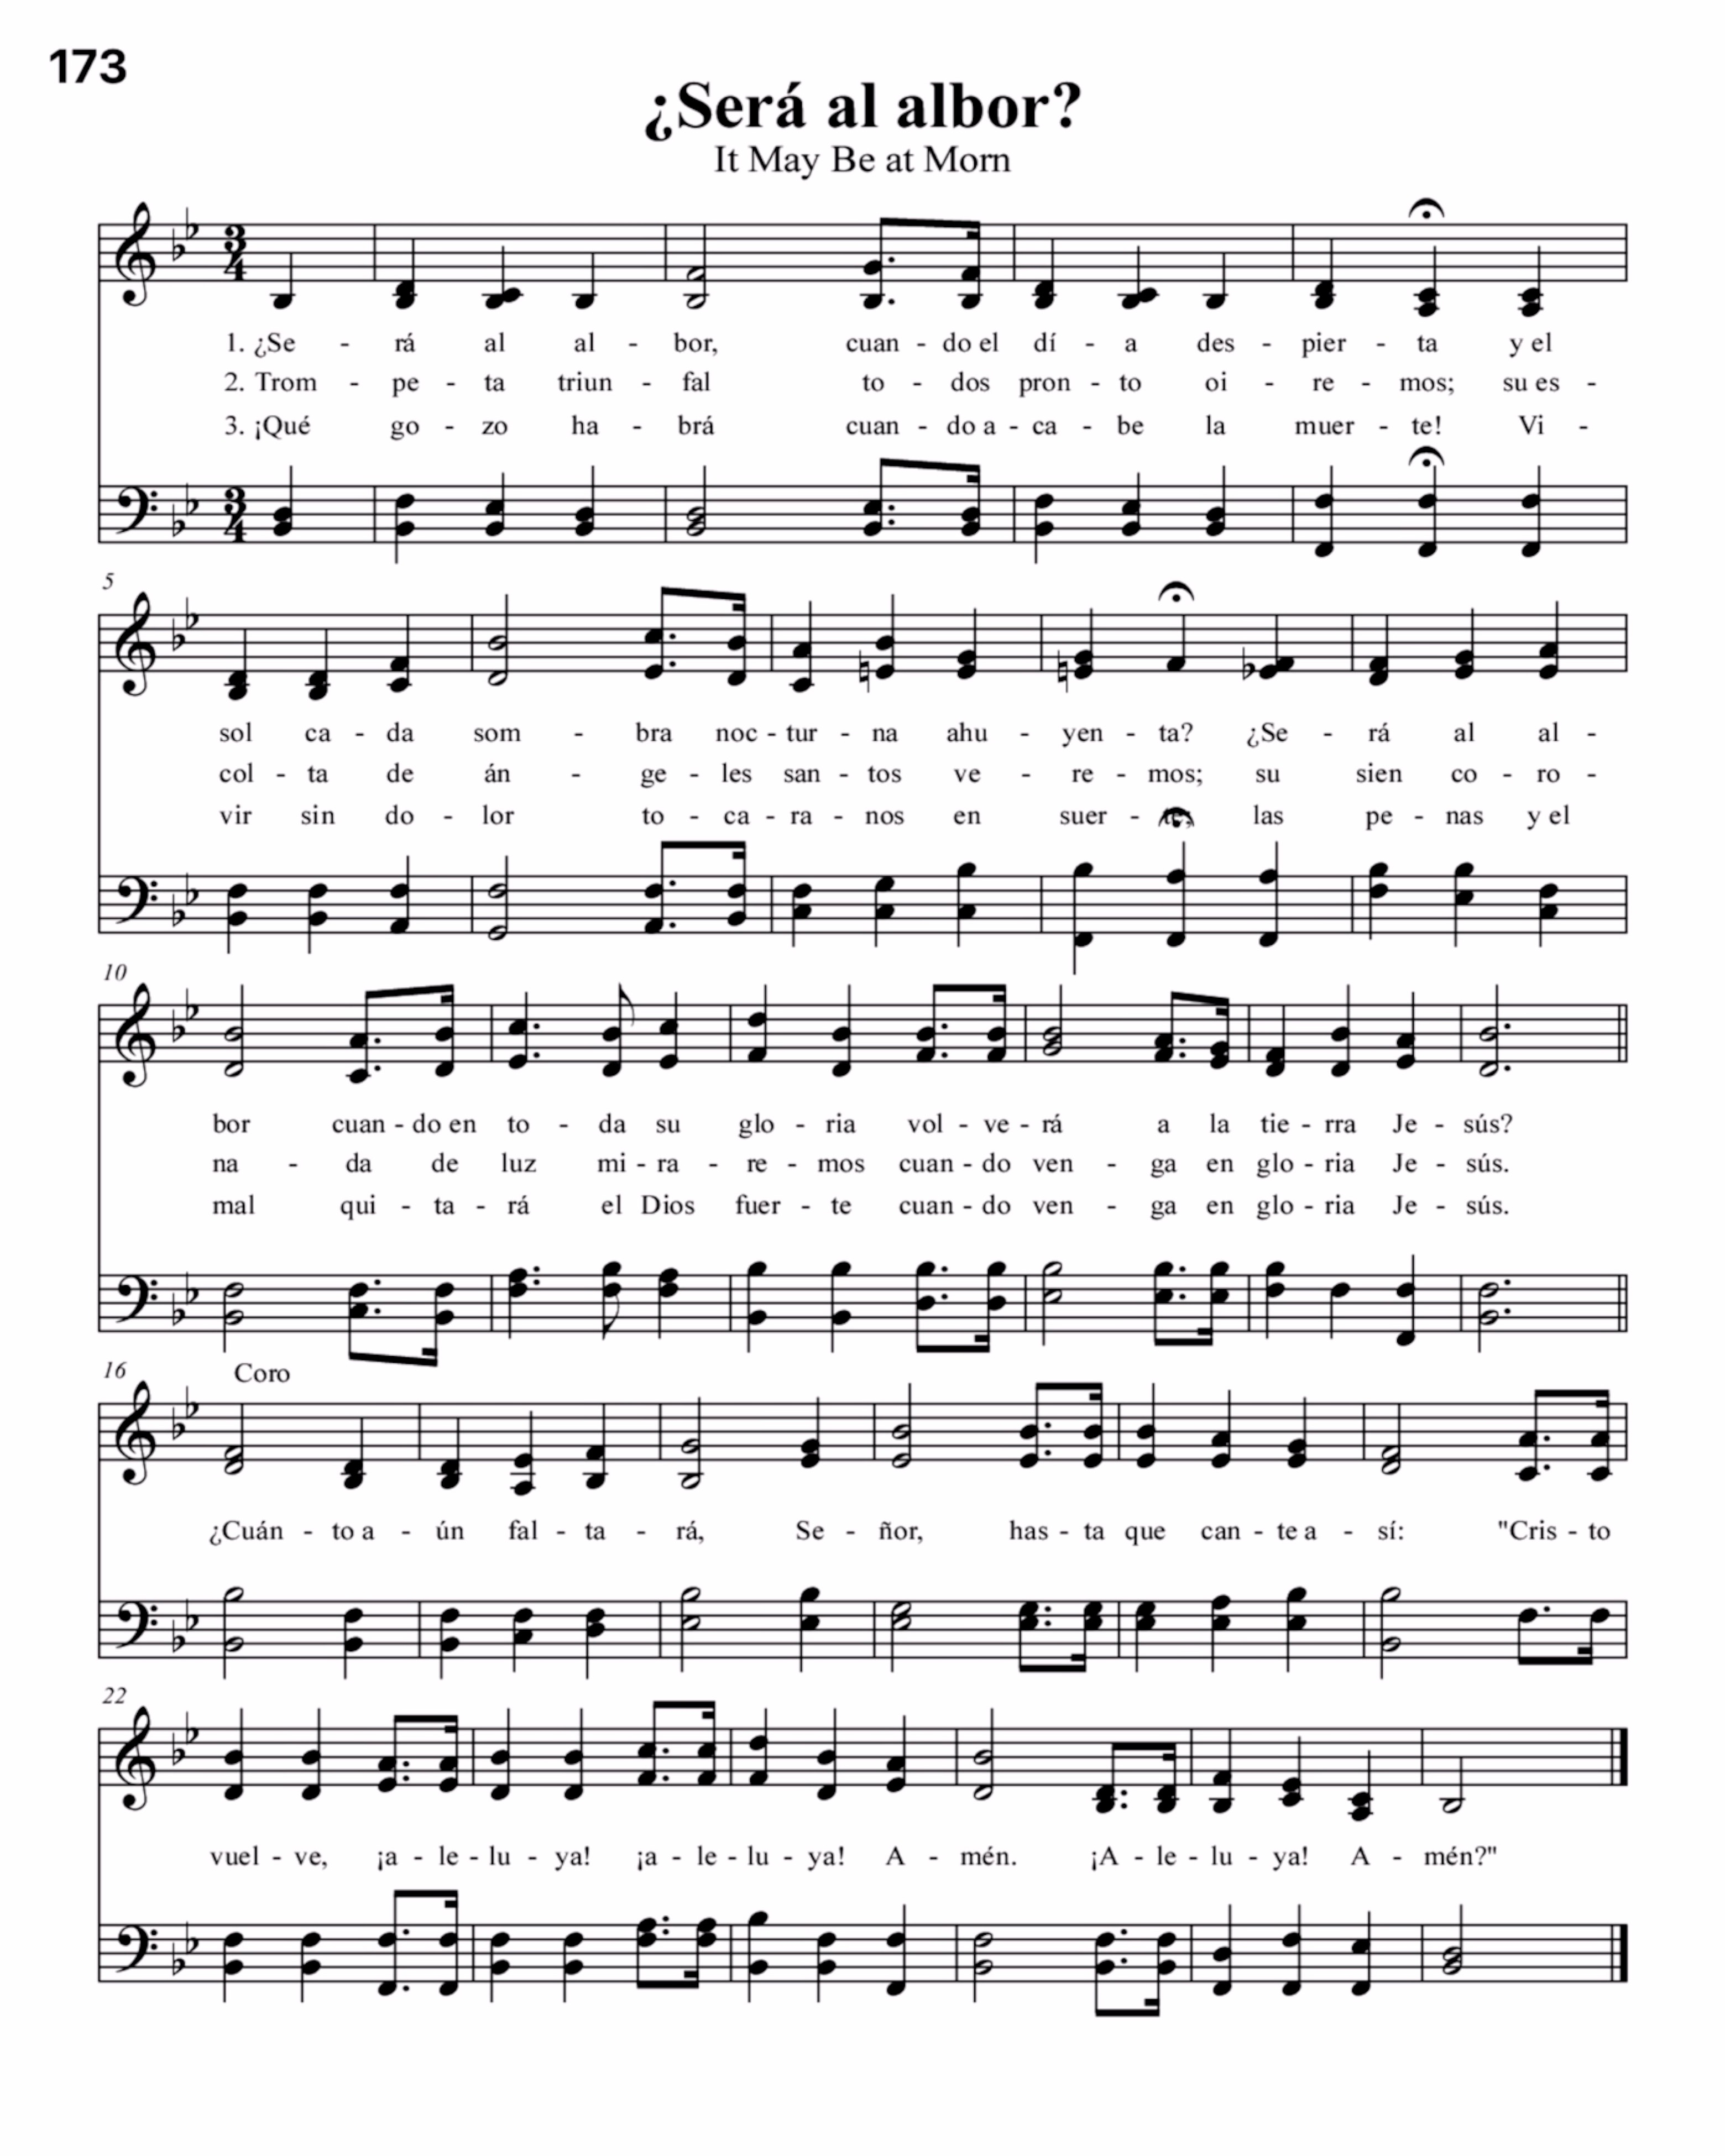 173
¿Será al albor?
It May Be at Morn
1. ¿Se - rá al al - bor, cuan - do el dí - a des - pier - ta y el
2. Trom - pe - ta triun - fal to - dos pron - to oi - re - mos; su es -
3. ¡Qué go - zo ha - brá cuan - do a - ca - be la muer - te! Vi -
5
sol ca - da som - bra noc - tur - na ahu - yen - ta? ¿Se - rá al al -
col - ta de án - ge - les san - tos ve - re - mos; su sien co - ro -
vir sin do - lor to - ca - ra - nos en suer - te; las pe - nas y el
10
bor cuan - do en to - da su glo - ria vol - ve - rá a la tie - rra Je - sús?
na - da de luz mi - ra - re - mos cuan - do ven - ga en glo - ria Je - sús.
mal qui - ta - rá el Dios fuer - te cuan - do ven - ga en glo - ria Je - sús.
16 Coro
¿Cuán - to a - ún fal - ta - rá, Se - ñor, has - ta que can - te a - sí: "Cris - to
22
vuel - ve, ¡a - le - lu - ya! ¡a - le - lu - ya! A - mén. ¡A - le - lu - ya! A - mén?"